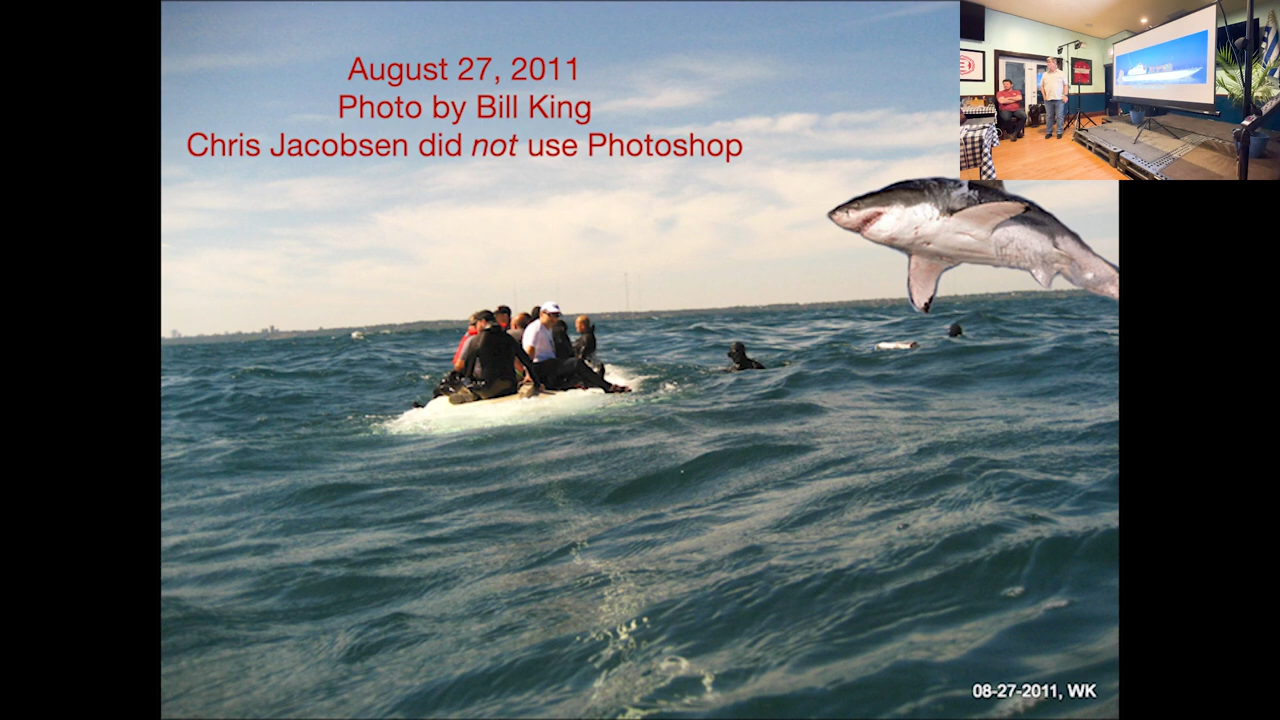 August 27, 2011
Photo by Bill King
Chris Jacobsen did not use Photoshop
08-27-2011, WK